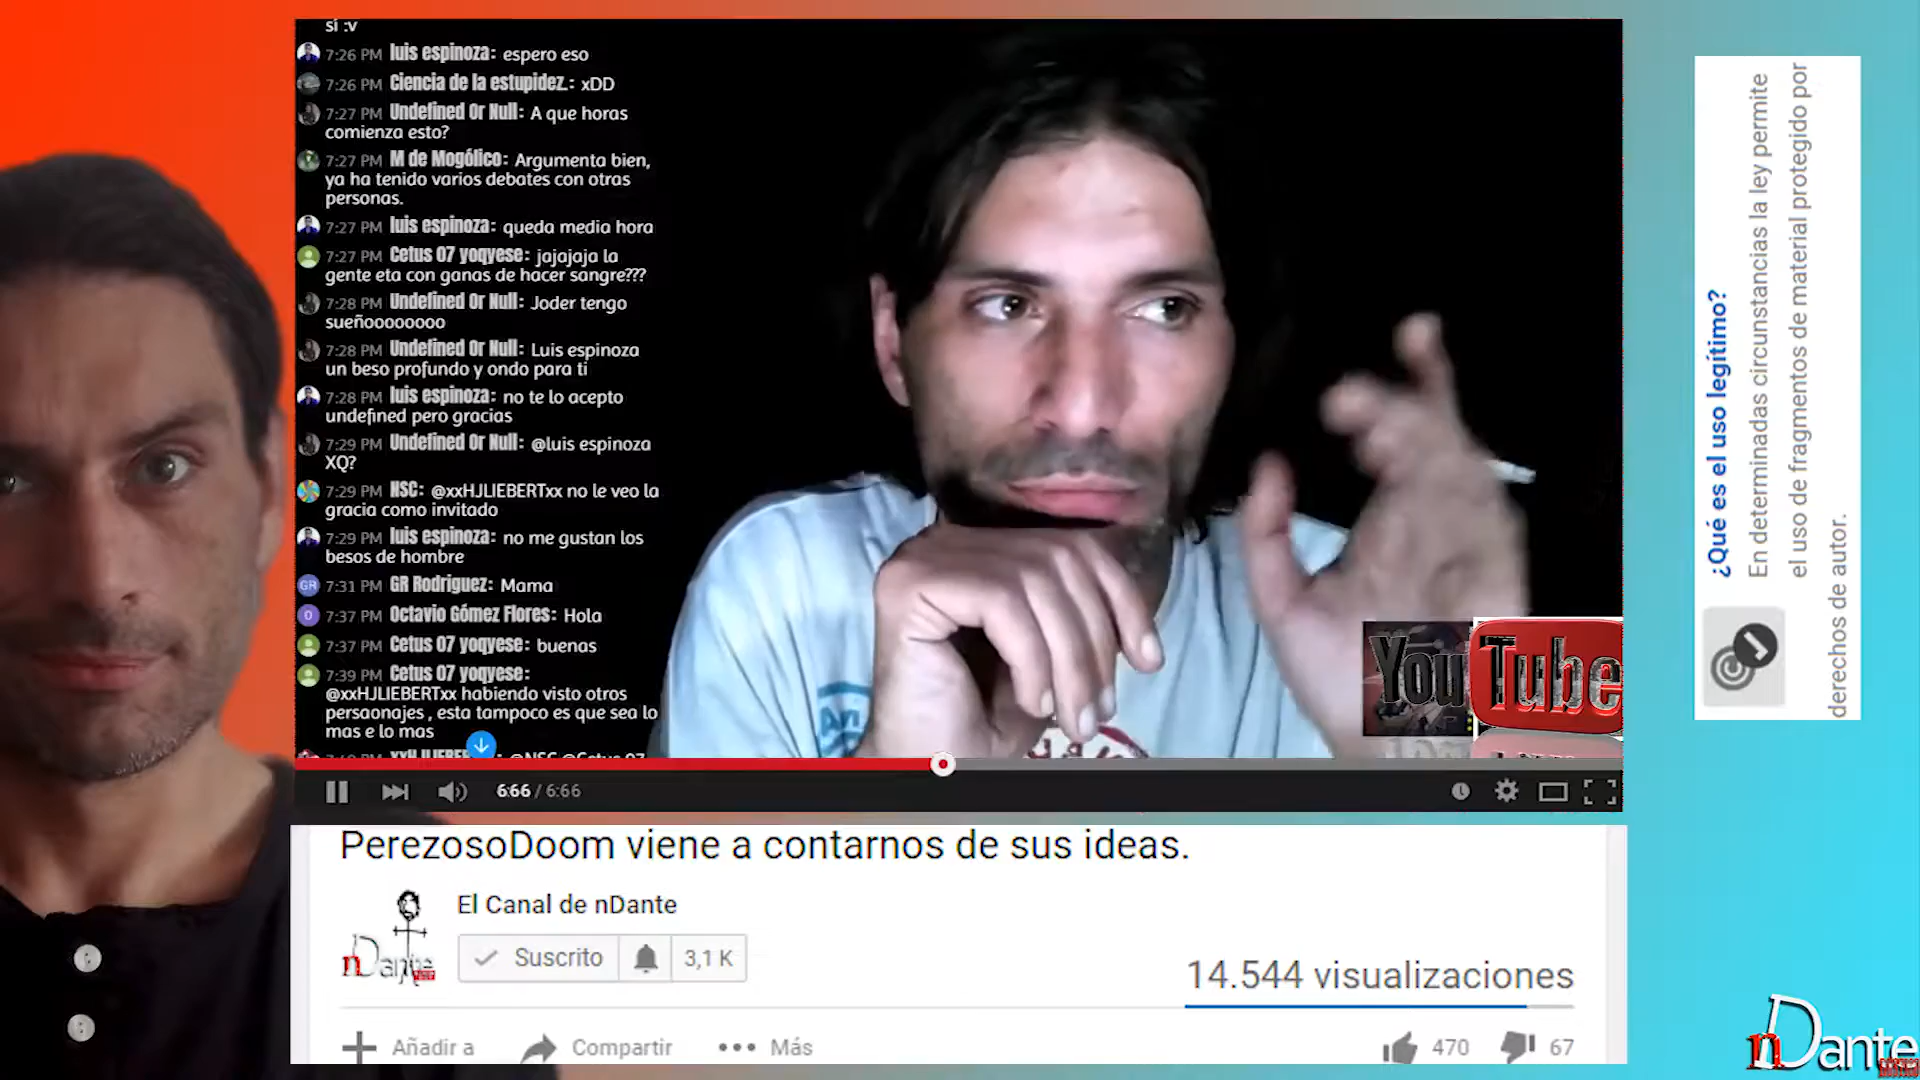 sí :v
7:26 PM luis espinoza: espero eso
7:26 PM Ciencia de la estupidez.: xDD
7:27 PM Undefined Or Null: A que horas
comienza esto?
7:27 PM M de Mogólico: Argumenta bien,
ya ha tenido varios debates con otras
personas.
7:27 PM luis espinoza: queda media hora
7:27 PM Cetus 07 yoqyese: jajajaja la
gente eta con ganas de hacer sangre???
7:28 PM Undefined Or Null: Joder tengo
sueñoooooooo
7:28 PM Undefined Or Null: Luis espinoza
un beso profundo y ondo para ti
7:28 PM luis espinoza: no te lo acepto
undefined pero gracias
7:29 PM Undefined Or Null: @luis espinoza
XQ?
7:29 PM NSC: @xxHJLIEBERTxx no le veo la
gracia como invitado
7:29 PM luis espinoza: no me gustan los
besos de hombre
GR 7:31 PM GR Rodriguez: Mama
O 7:37 PM Octavio Gómez Flores: Hola
7:37 PM Cetus 07 yoqyese: buenas
7:39 PM Cetus 07 yoqyese:
@xxHJLIEBERTxx habiendo visto otros
persaonajes , esta tampoco es que sea lo
mas e lo mas
YouTube
6:66 / 6:66
PerezosoDoom viene a contarnos de sus ideas.
El Canal de nDante
nDante
Suscrito 3,1 K
14.544 visualizaciones
Añadir a Compartir ••• Más 470 67
¿Qué es el uso legítimo?
En determinadas circunstancias la ley permite
el uso de fragmentos de material protegido por
derechos de autor.
nDante